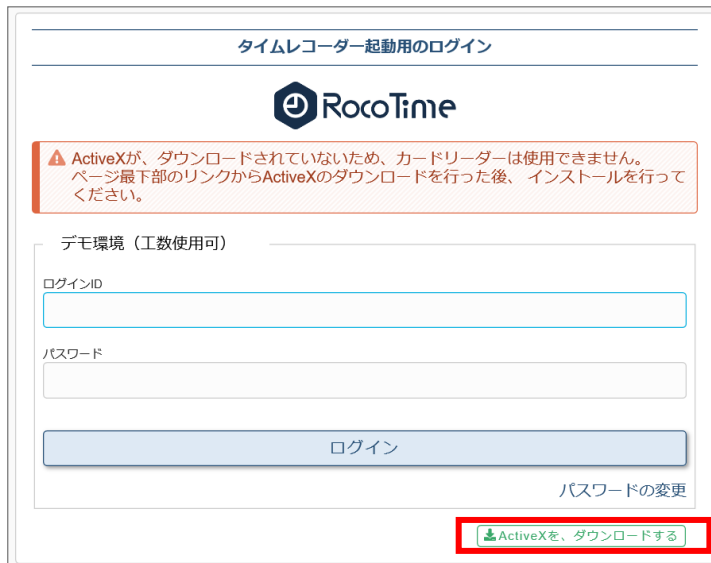 タイムレコーダー起動用のログイン
RocoTime
ActiveXが、ダウンロードされていないため、カードリーダーは使用できません。
ページ最下部のリンクからActiveXのダウンロードを行った後、 インストールを行って
ください。
デモ環境（工数使用可）
ログインID
パスワード
ログイン
パスワードの変更
ActiveXを、ダウンロードする